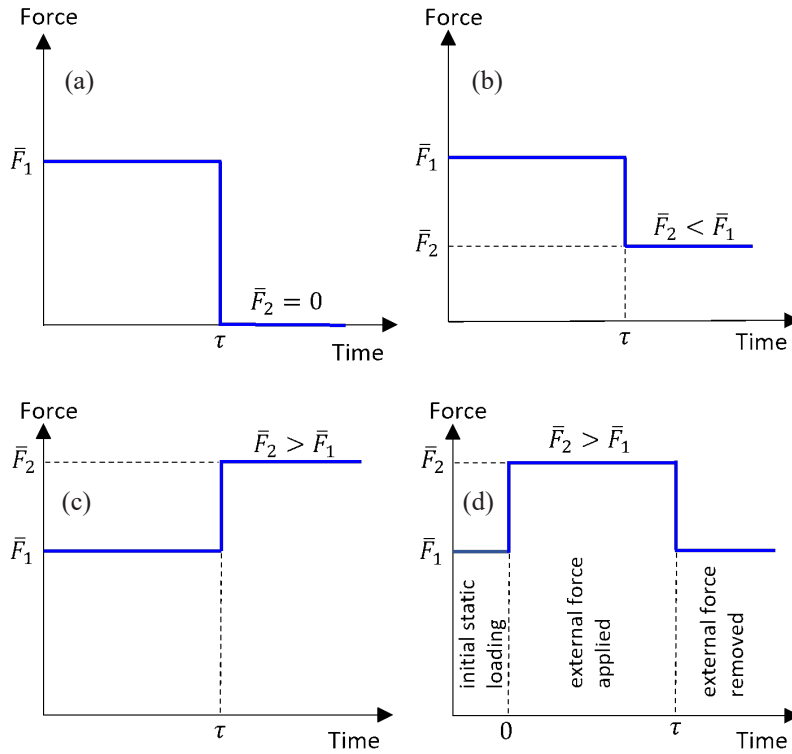 Force
(a)
F̄₁
F̄₂ = 0
τ
Time
Force
(b)
F̄₁
F̄₂ < F̄₁
F̄₂
τ
Time
Force
F̄₂ > F̄₁
F̄₂
(c)
F̄₁
τ
Time
Force
F̄₂ > F̄₁
F̄₂
(d)
F̄₁
initial static
loading
external force
applied
external force
removed
0
τ
Time